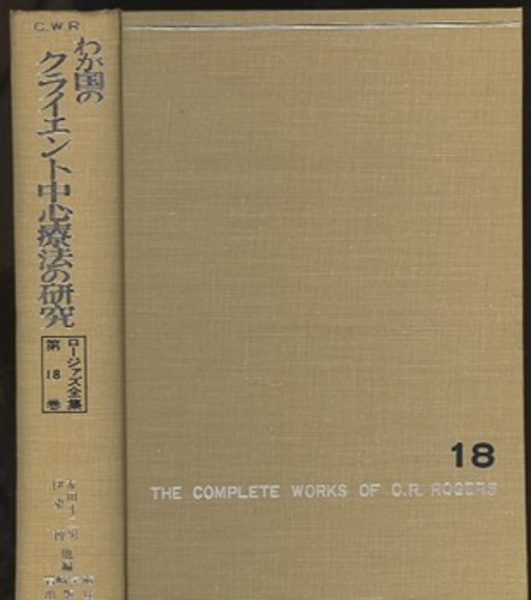 C.W.R
わが国の
クライエント中心療法の研究
ロージァズ全集
第18巻
18
THE COMPLETE WORKS OF C.R. ROGERS